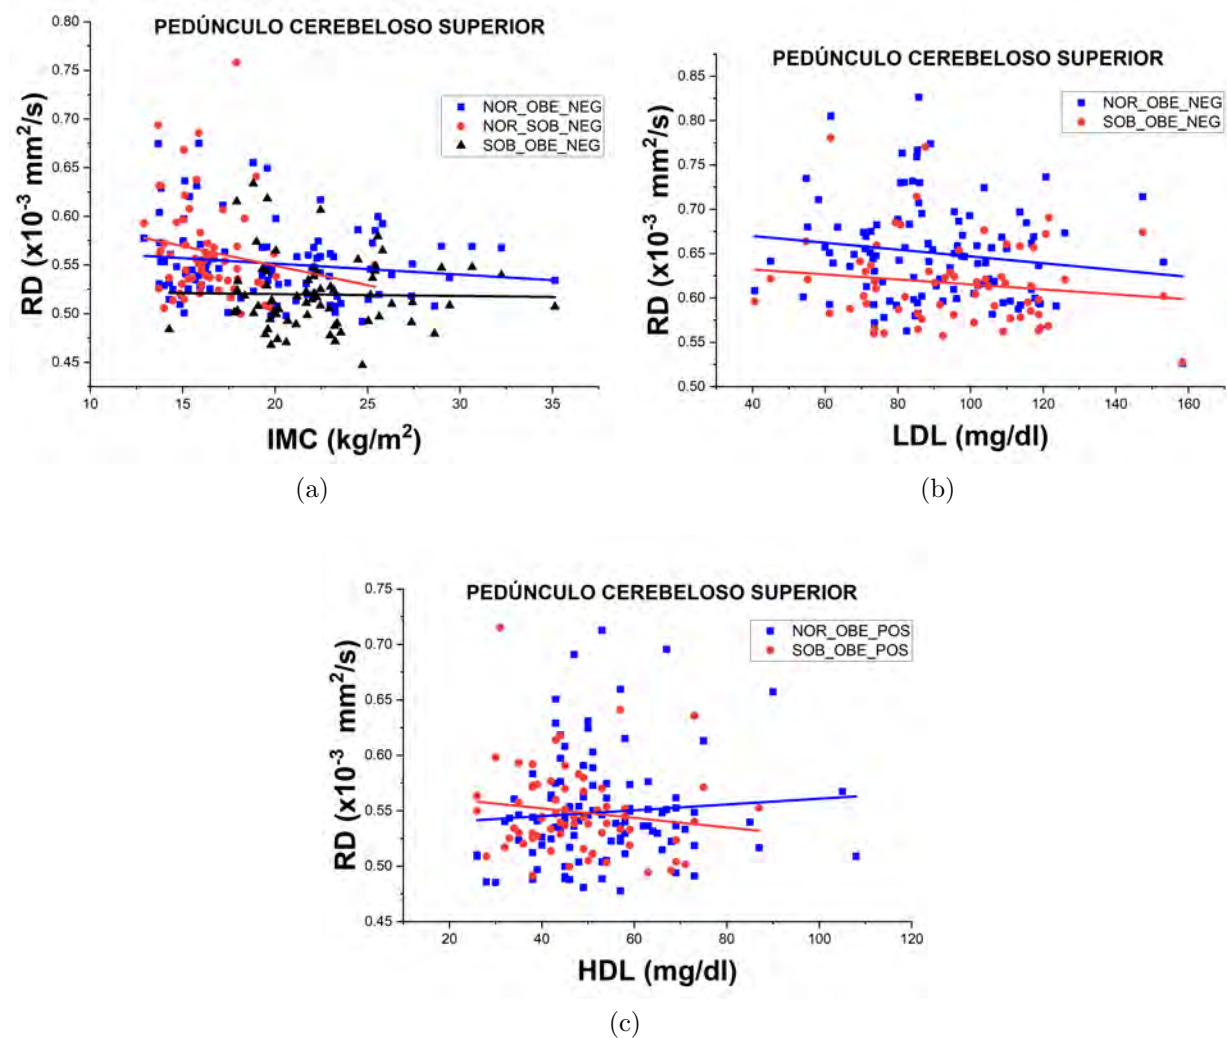 PEDÚNCULO CEREBELOSO SUPERIOR
0.80
0.75
0.70
0.65
0.60
0.55
0.50
0.45
RD (x10-3 mm2/s)
NOR_OBE_NEG
NOR_SOB_NEG
SOB_OBE_NEG
10 15 20 25 30 35
IMC (kg/m2)
(a)
PEDÚNCULO CEREBELOSO SUPERIOR
0.85
0.80
0.75
0.70
0.65
0.60
0.55
0.50
RD (x10-3 mm2/s)
NOR_OBE_NEG
SOB_OBE_NEG
40 60 80 100 120 140 160
LDL (mg/dl)
(b)
PEDÚNCULO CEREBELOSO SUPERIOR
0.75
0.70
0.65
0.60
0.55
0.50
0.45
RD (x10-3 mm2/s)
NOR_OBE_POS
SOB_OBE_POS
20 40 60 80 100 120
HDL (mg/dl)
(c)